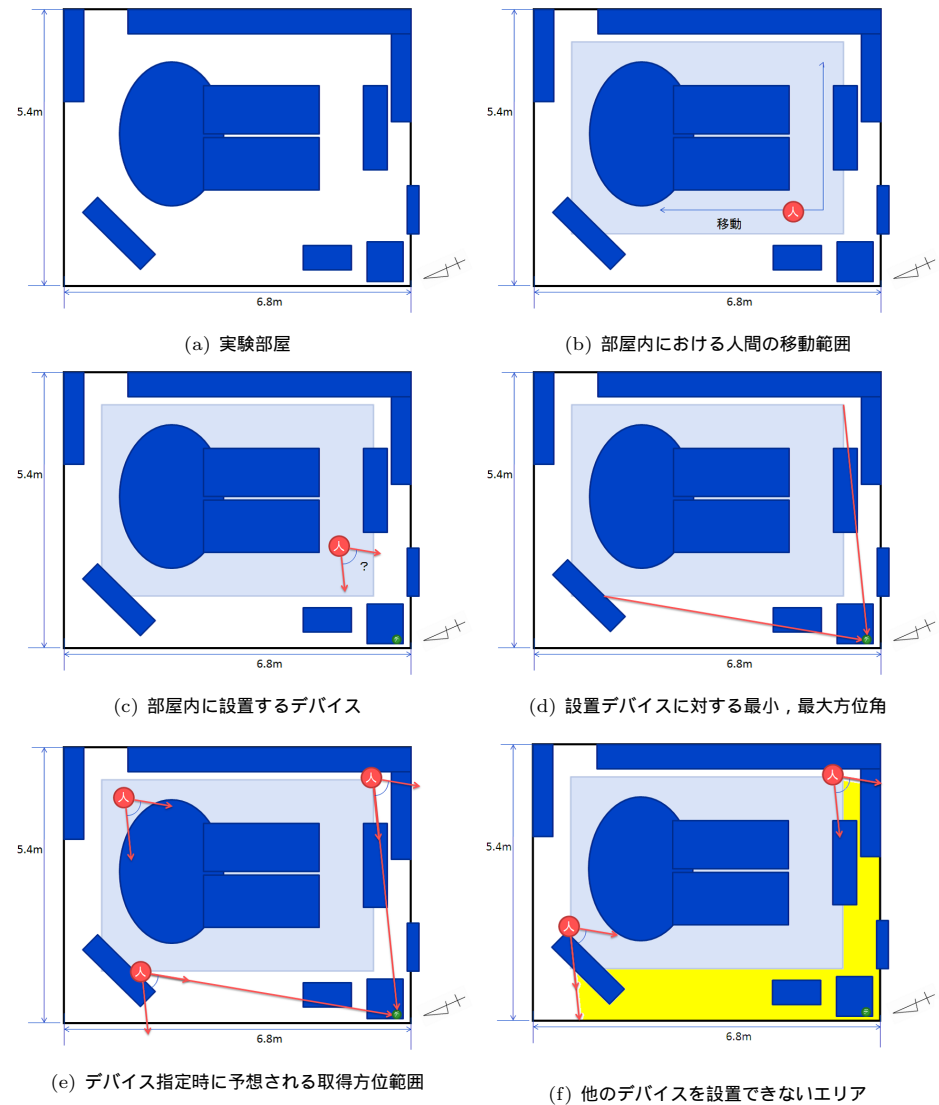 5.4m
6.8m
(a) 実験部屋
5.4m
人
移動
6.8m
(b) 部屋内における人間の移動範囲
5.4m
人
?
6.8m
(c) 部屋内に設置するデバイス
5.4m
6.8m
(d) 設置デバイスに対する最小，最大方位角
人
人
5.4m
人
6.8m
(e) デバイス指定時に予想される取得方位範囲
人
5.4m
人
6.8m
(f) 他のデバイスを設置できないエリア